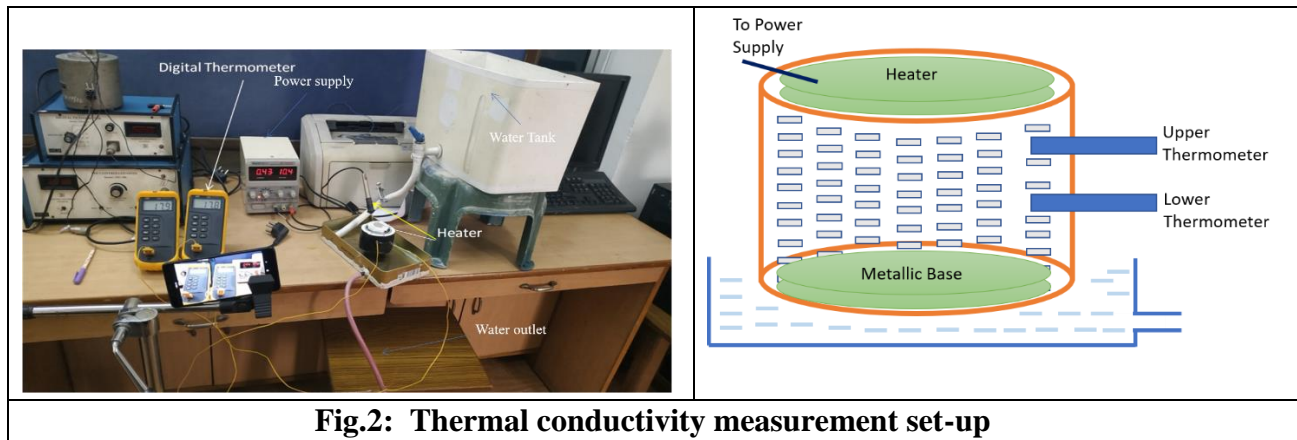 Digital Thermometer
Power supply
Water Tank
Heater
Water outlet
To Power
Supply
Heater
Upper
Thermometer
Lower
Thermometer
Metallic Base
Fig.2: Thermal conductivity measurement set-up